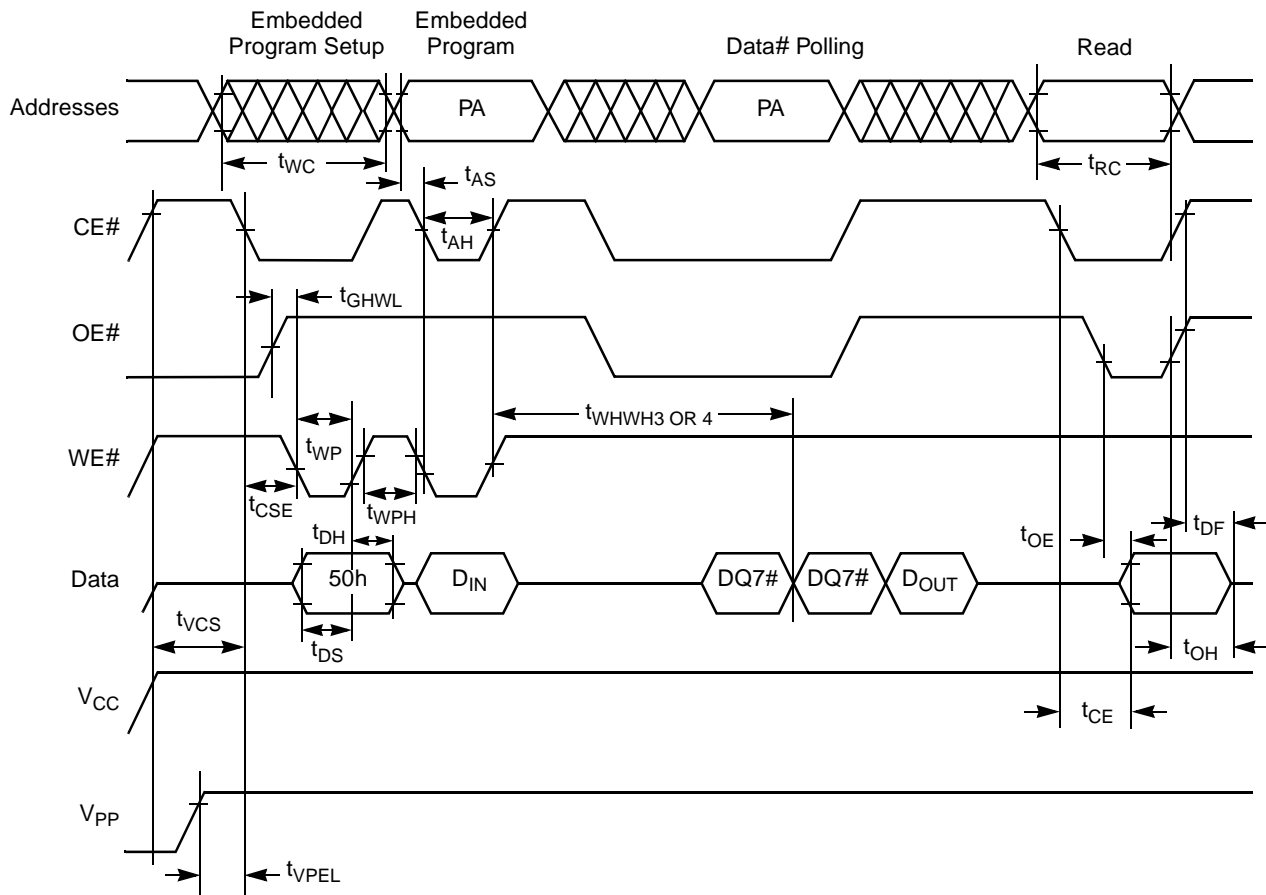 Embedded Program Setup
Embedded Program
Data# Polling
Read
Addresses
PA
PA
tWC
tAS
tRC
CE#
tAH
tGHWL
OE#
tWHWH3 OR 4
WE#
tWP
tCSE
tWPH
tDH
tOE
tDF
Data
50h
DIN
DQ7#
DQ7#
DOUT
tVCS
tDS
tOH
VCC
tCE
VPP
tVPEL